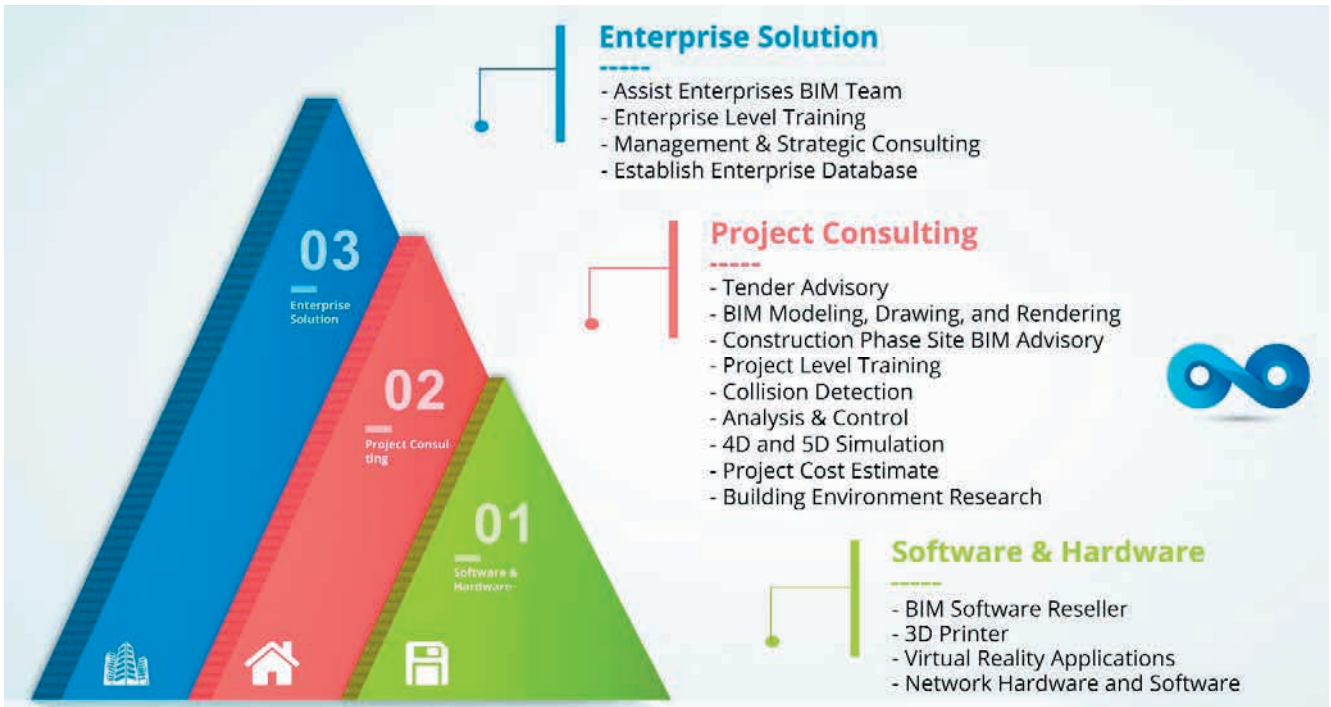 Enterprise Solution
- Assist Enterprises BIM Team
- Enterprise Level Training
- Management & Strategic Consulting
- Establish Enterprise Database
Project Consulting
- Tender Advisory
- BIM Modeling, Drawing, and Rendering
- Construction Phase Site BIM Advisory
- Project Level Training
- Collision Detection
- Analysis & Control
- 4D and 5D Simulation
- Project Cost Estimate
- Building Environment Research
Software & Hardware
- BIM Software Reseller
- 3D Printer
- Virtual Reality Applications
- Network Hardware and Software
03
Enterprise
Solution
02
Project Consul-
ting
01
Software &
Hardware